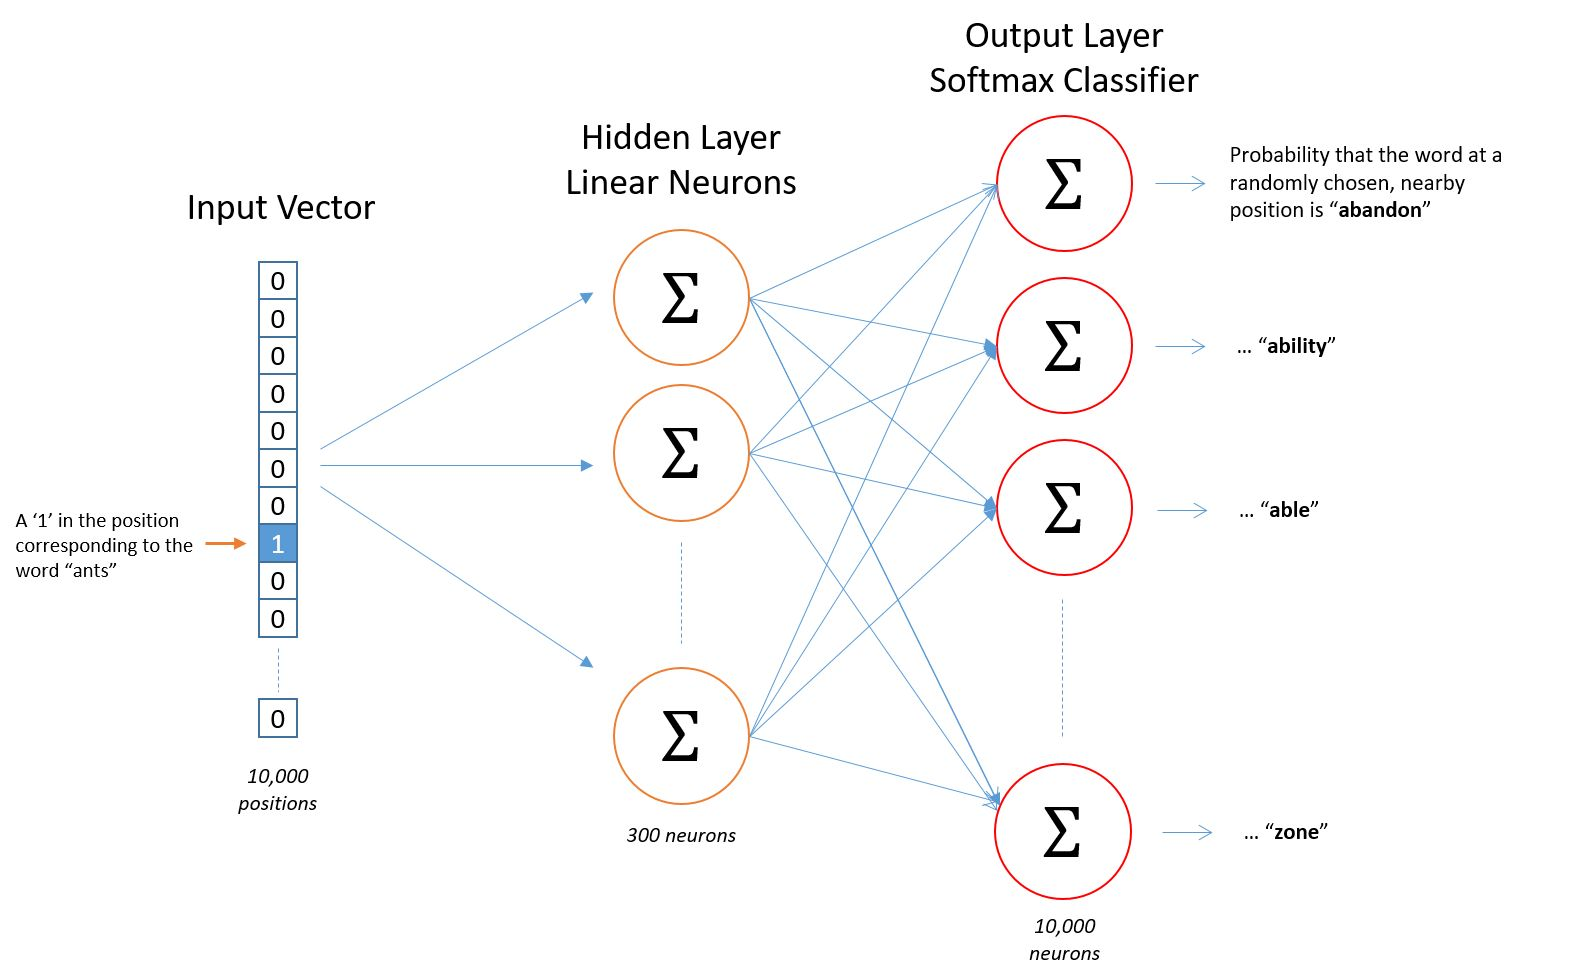 Output Layer
Softmax Classifier
Hidden Layer
Linear Neurons
Input Vector
0
0
0
0
0
0
0
1
0
0
0
A ‘1’ in the position
corresponding to the
word “ants”
10,000
positions
Σ
Σ
Σ
300 neurons
Σ
Σ
Σ
Σ
10,000
neurons
Probability that the word at a
randomly chosen, nearby
position is “abandon”
... “ability”
... “able”
... “zone”